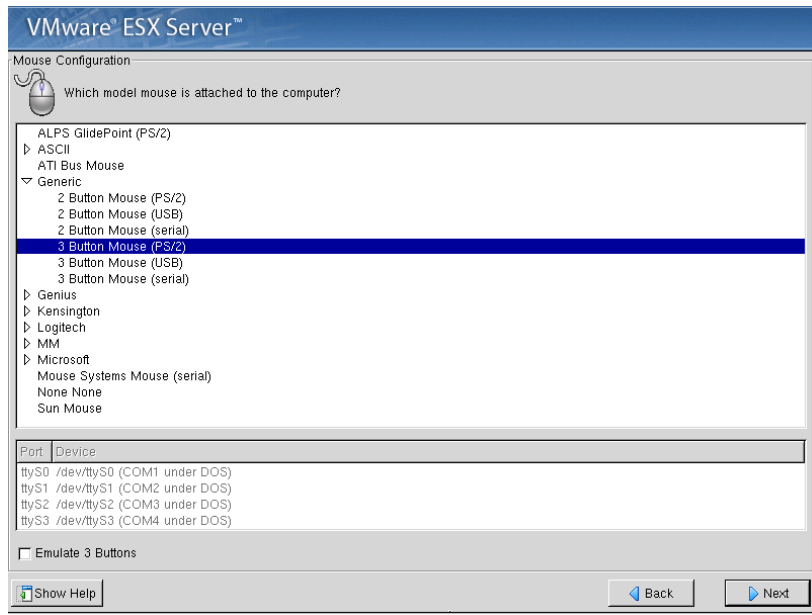 VMware® ESX Server™
Mouse Configuration
Which model mouse is attached to the computer?
ALPS GlidePoint (PS/2)
ASCII
ATI Bus Mouse
Generic
2 Button Mouse (PS/2)
2 Button Mouse (USB)
2 Button Mouse (serial)
3 Button Mouse (PS/2)
3 Button Mouse (USB)
3 Button Mouse (serial)
Genius
Kensington
Logitech
MM
Microsoft
Mouse Systems Mouse (serial)
None None
Sun Mouse
Port Device
ttyS0 /dev/ttyS0 (COM1 under DOS)
ttyS1 /dev/ttyS1 (COM2 under DOS)
ttyS2 /dev/ttyS2 (COM3 under DOS)
ttyS3 /dev/ttyS3 (COM4 under DOS)
Emulate 3 Buttons
Show Help Back Next